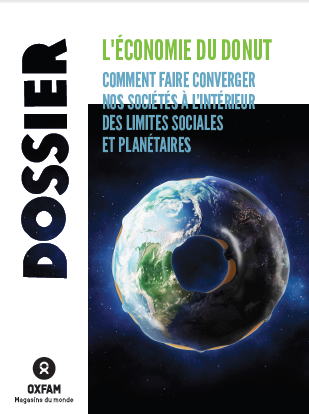 DOSSIER
L'ÉCONOMIE DU DONUT
COMMENT FAIRE CONVERGER
NOS SOCIÉTÉS À L'INTÉRIEUR
DES LIMITES SOCIALES
ET PLANÉTAIRES
OXFAM
Magasins du monde